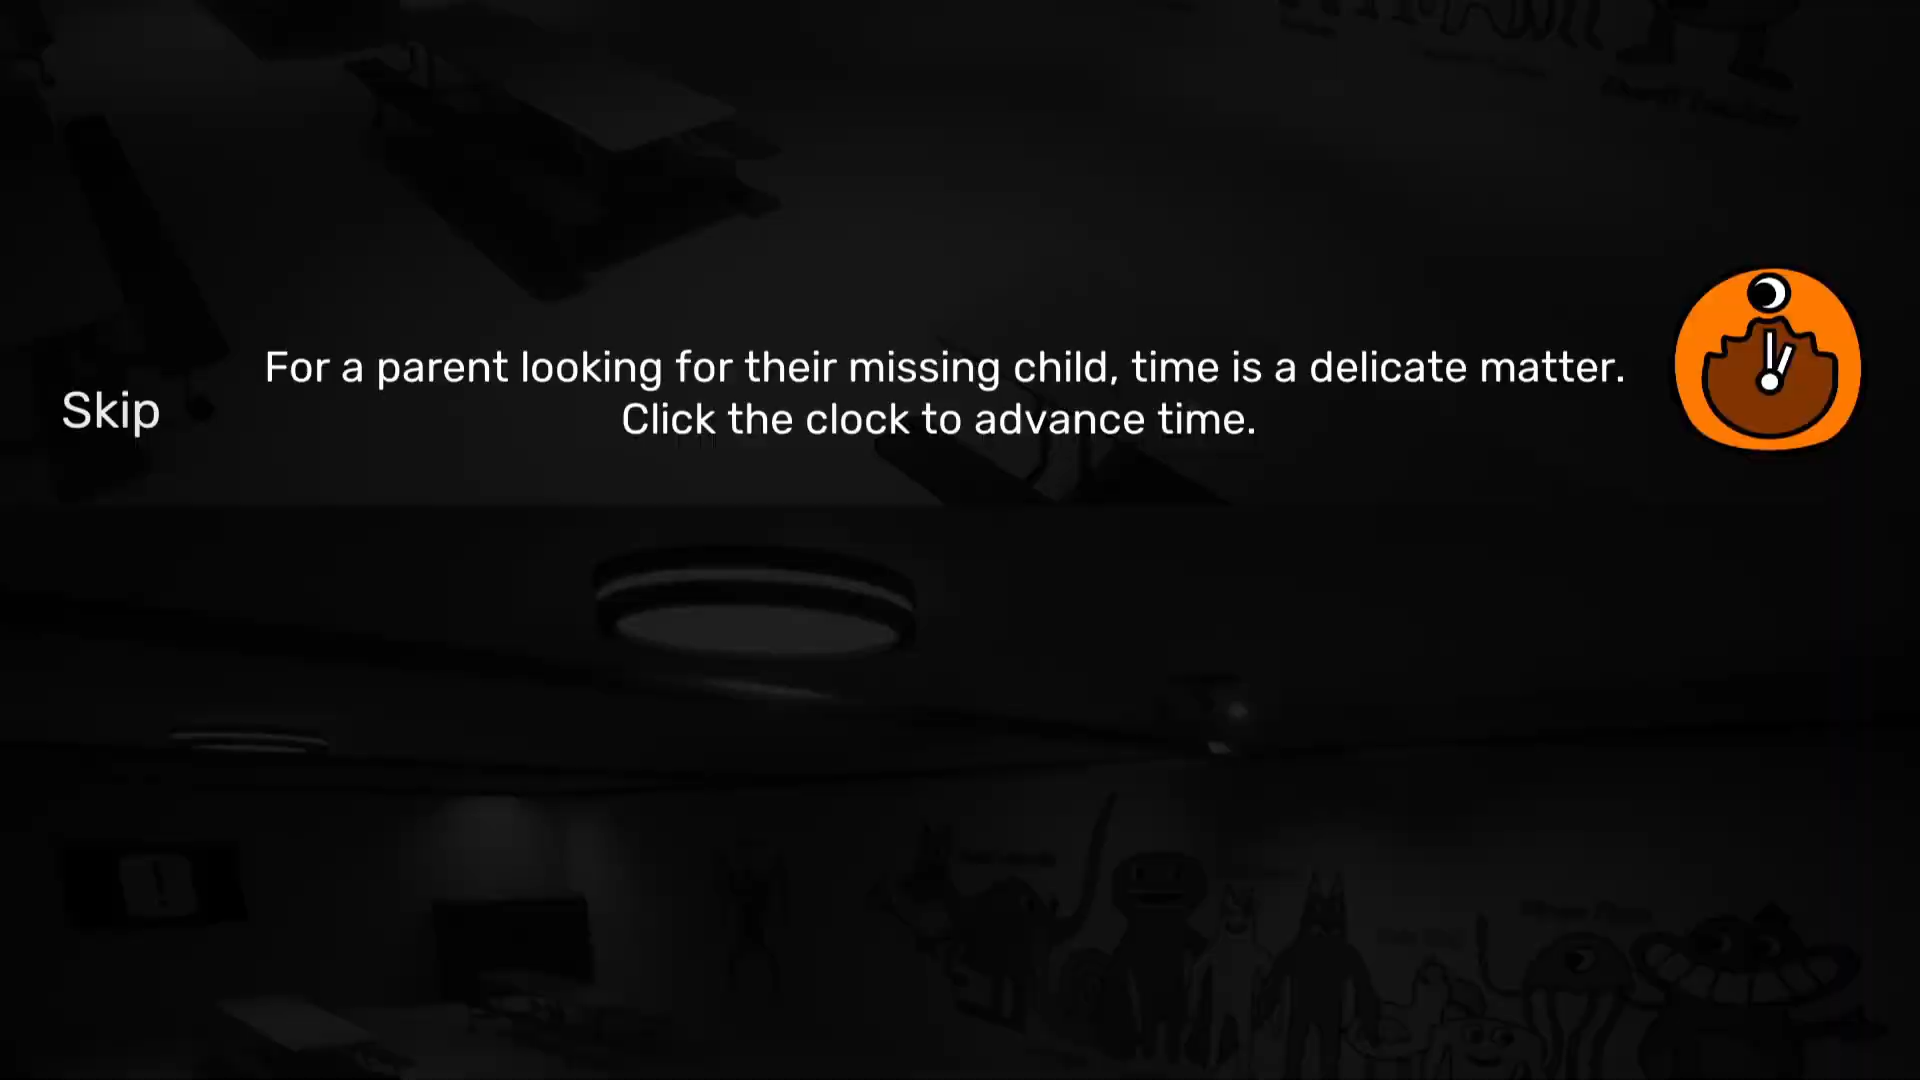 For a parent looking for their missing child, time is a delicate matter.
Skip
Click the clock to advance time.